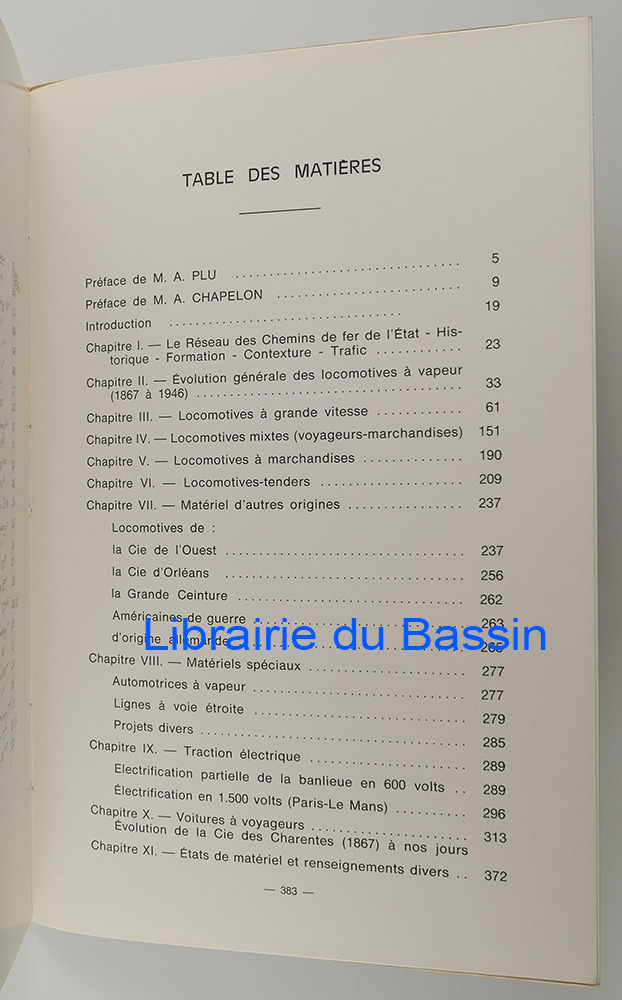 TABLE DES MATIÈRES
Préface de M. A. PLU .................................. 5
Préface de M. A. CHAPELON ............................ 9
Introduction .................................. 19
Chapitre I. — Le Réseau des Chemins de fer de l'État - His-
torique - Formation - Contexture - Trafic ............ 23
Chapitre II. — Évolution générale des locomotives à vapeur
(1867 à 1946) ...................................... 33
Chapitre III. — Locomotives à grande vitesse ............ 61
Chapitre IV. — Locomotives mixtes (voyageurs-marchandises) 151
Chapitre V. — Locomotives à marchandises .............. 190
Chapitre VI. — Locomotives-tenders .................... 209
Chapitre VII. — Matériel d'autres origines ................ 237
Locomotives de :
la Cie de l'Ouest .................................. 237
la Cie d'Orléans .................................. 256
la Grande Ceinture ................................ 262
Américaines de guerre ............................ 263
d'origine allemande .............................. 265
Librairie du Bassin
Chapitre VIII. — Matériels spéciaux ...................... 277
Automotrices à vapeur .............................. 277
Lignes à voie étroite .............................. 279
Projets divers ...................................... 285
Chapitre IX. — Traction électrique ...................... 289
Electrification partielle de la banlieue en 600 volts .. 289
Électrification en 1.500 volts (Paris-Le Mans) .......... 296
Chapitre X. — Voitures à voyageurs ...................... 313
Évolution de la Cie des Charentes (1867) à nos jours
Chapitre XI. — États de matériel et renseignements divers .. 372
— 383 —